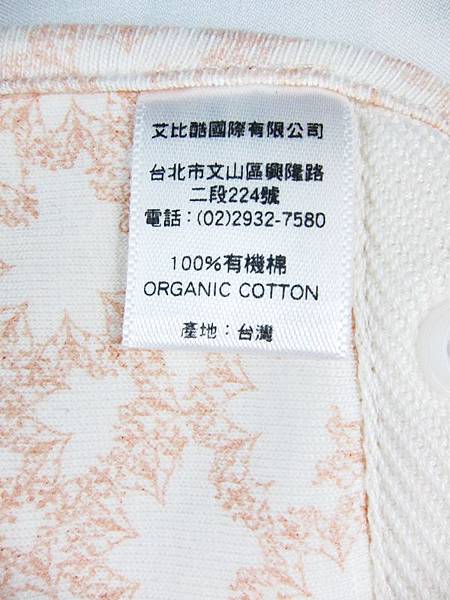 艾比酷國際有限公司
台北市文山區興隆路
二段224號
電話：(02)2932-7580
100%有機棉
ORGANIC COTTON
產地：台灣